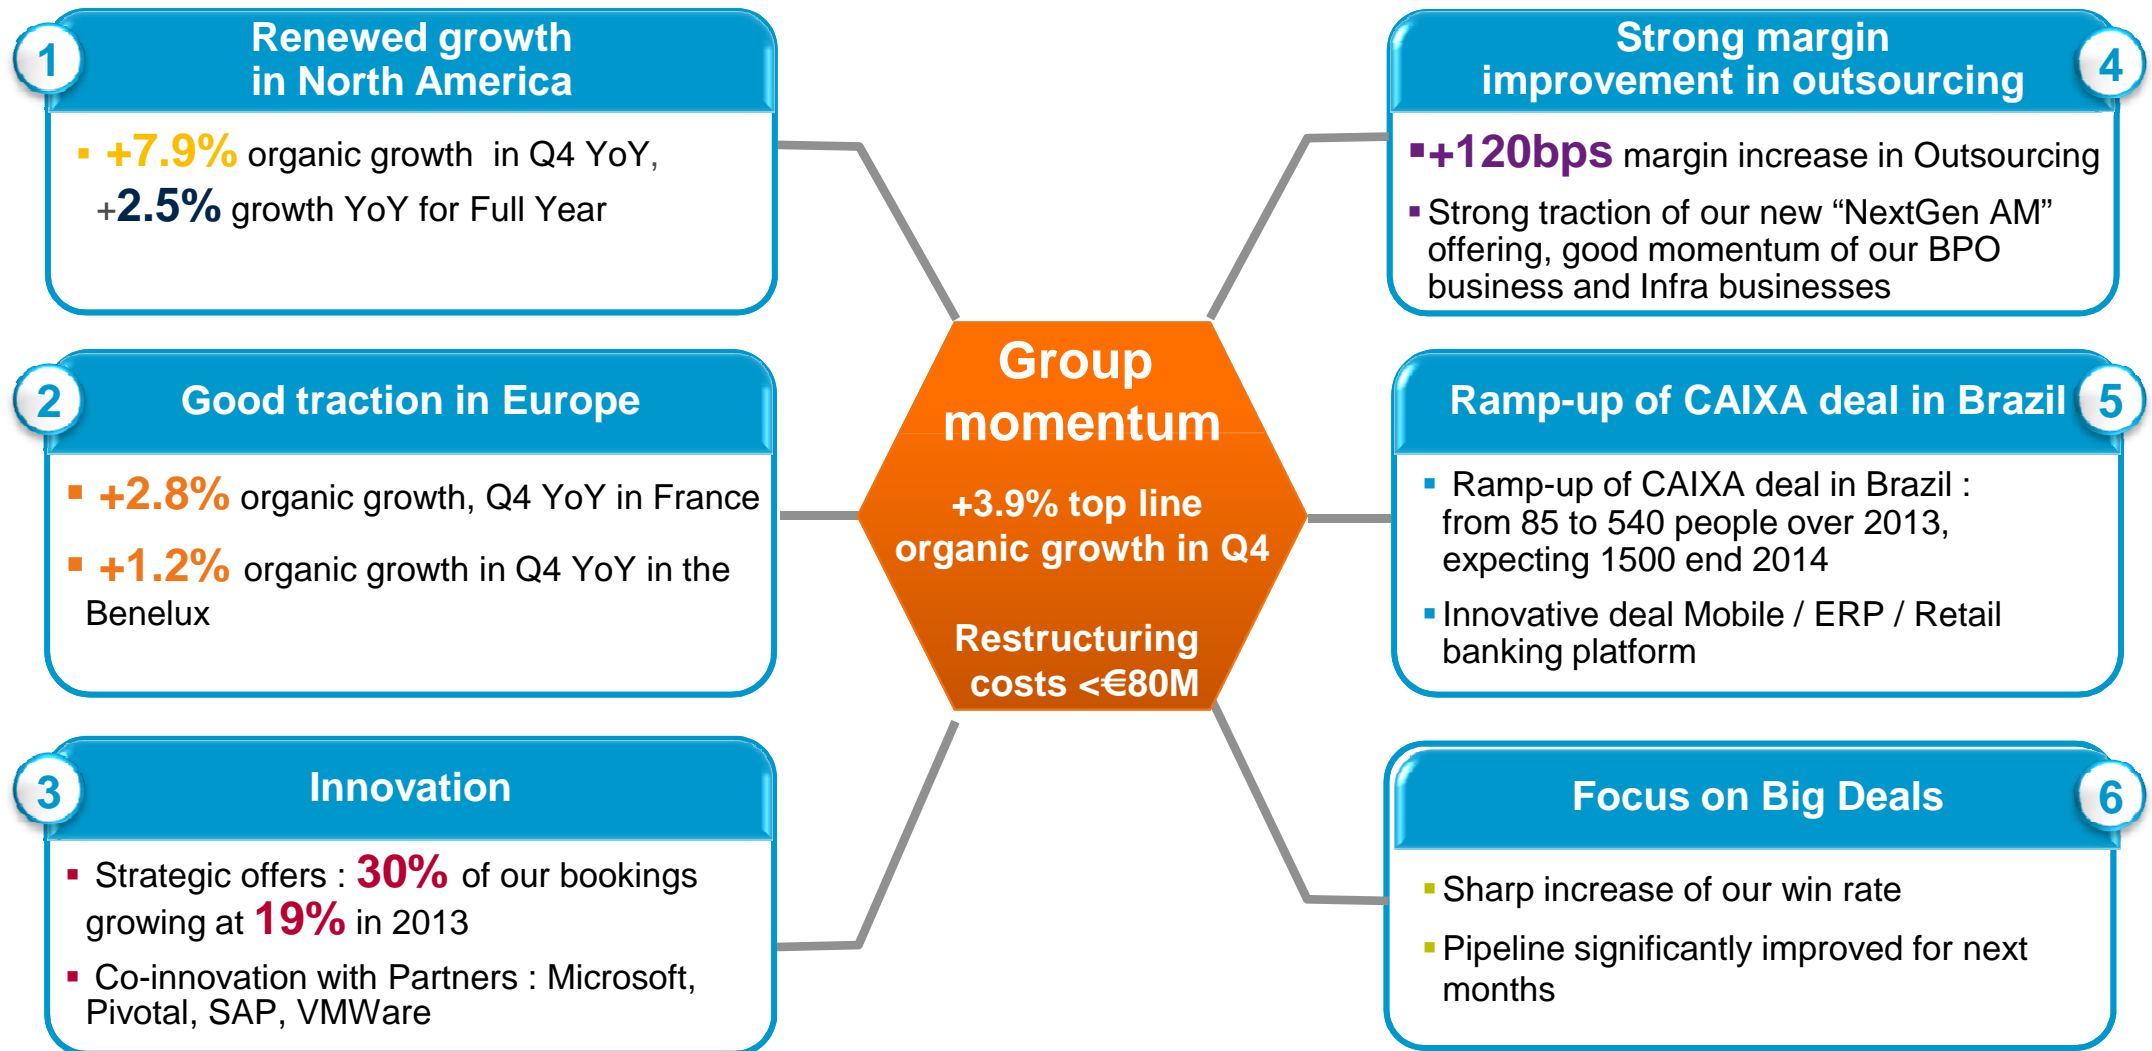 1
Renewed growth
in North America
▪ +7.9% organic growth in Q4 YoY,
+2.5% growth YoY for Full Year
2
Good traction in Europe
▪ +2.8% organic growth, Q4 YoY in France
▪ +1.2% organic growth in Q4 YoY in the
Benelux
3
Innovation
▪ Strategic offers : 30% of our bookings
growing at 19% in 2013
▪ Co-innovation with Partners : Microsoft,
Pivotal, SAP, VMWare
Group
momentum
+3.9% top line
organic growth in Q4
Restructuring
costs <€80M
Strong margin
improvement in outsourcing
4
▪+120bps margin increase in Outsourcing
▪Strong traction of our new “NextGen AM”
offering, good momentum of our BPO
business and Infra businesses
Ramp-up of CAIXA deal in Brazil
5
▪ Ramp-up of CAIXA deal in Brazil :
from 85 to 540 people over 2013,
expecting 1500 end 2014
▪Innovative deal Mobile / ERP / Retail
banking platform
Focus on Big Deals
6
▪Sharp increase of our win rate
▪Pipeline significantly improved for next
months